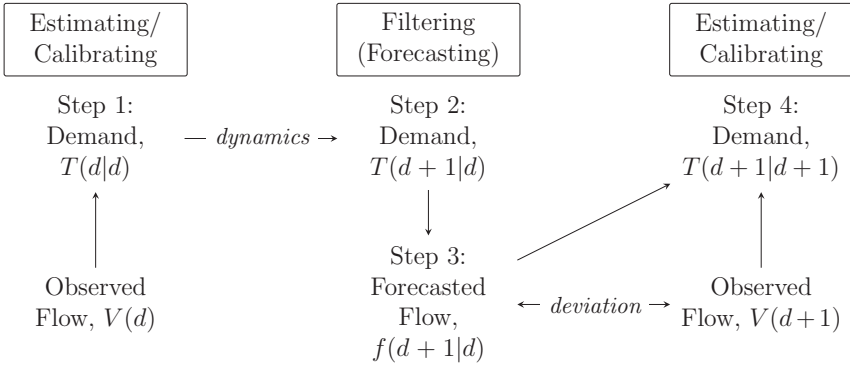 Estimating/
Calibrating
Filtering
(Forecasting)
Estimating/
Calibrating
Step 1:
Demand,
T(d|d)
dynamics
Step 2:
Demand,
T(d + 1|d)
Step 4:
Demand,
T(d + 1|d + 1)
Observed
Flow, V(d)
Step 3:
Forecasted
Flow,
f(d + 1|d)
deviation
Observed
Flow, V(d+1)